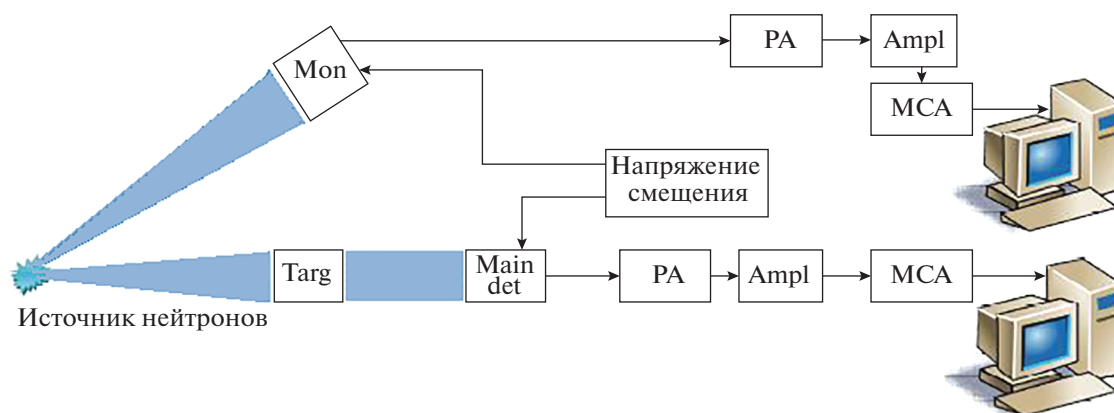 Mon
PA
Ampl
MCA
Напряжение
смещения
Targ
Main
det
PA
Ampl
MCA
Источник нейтронов